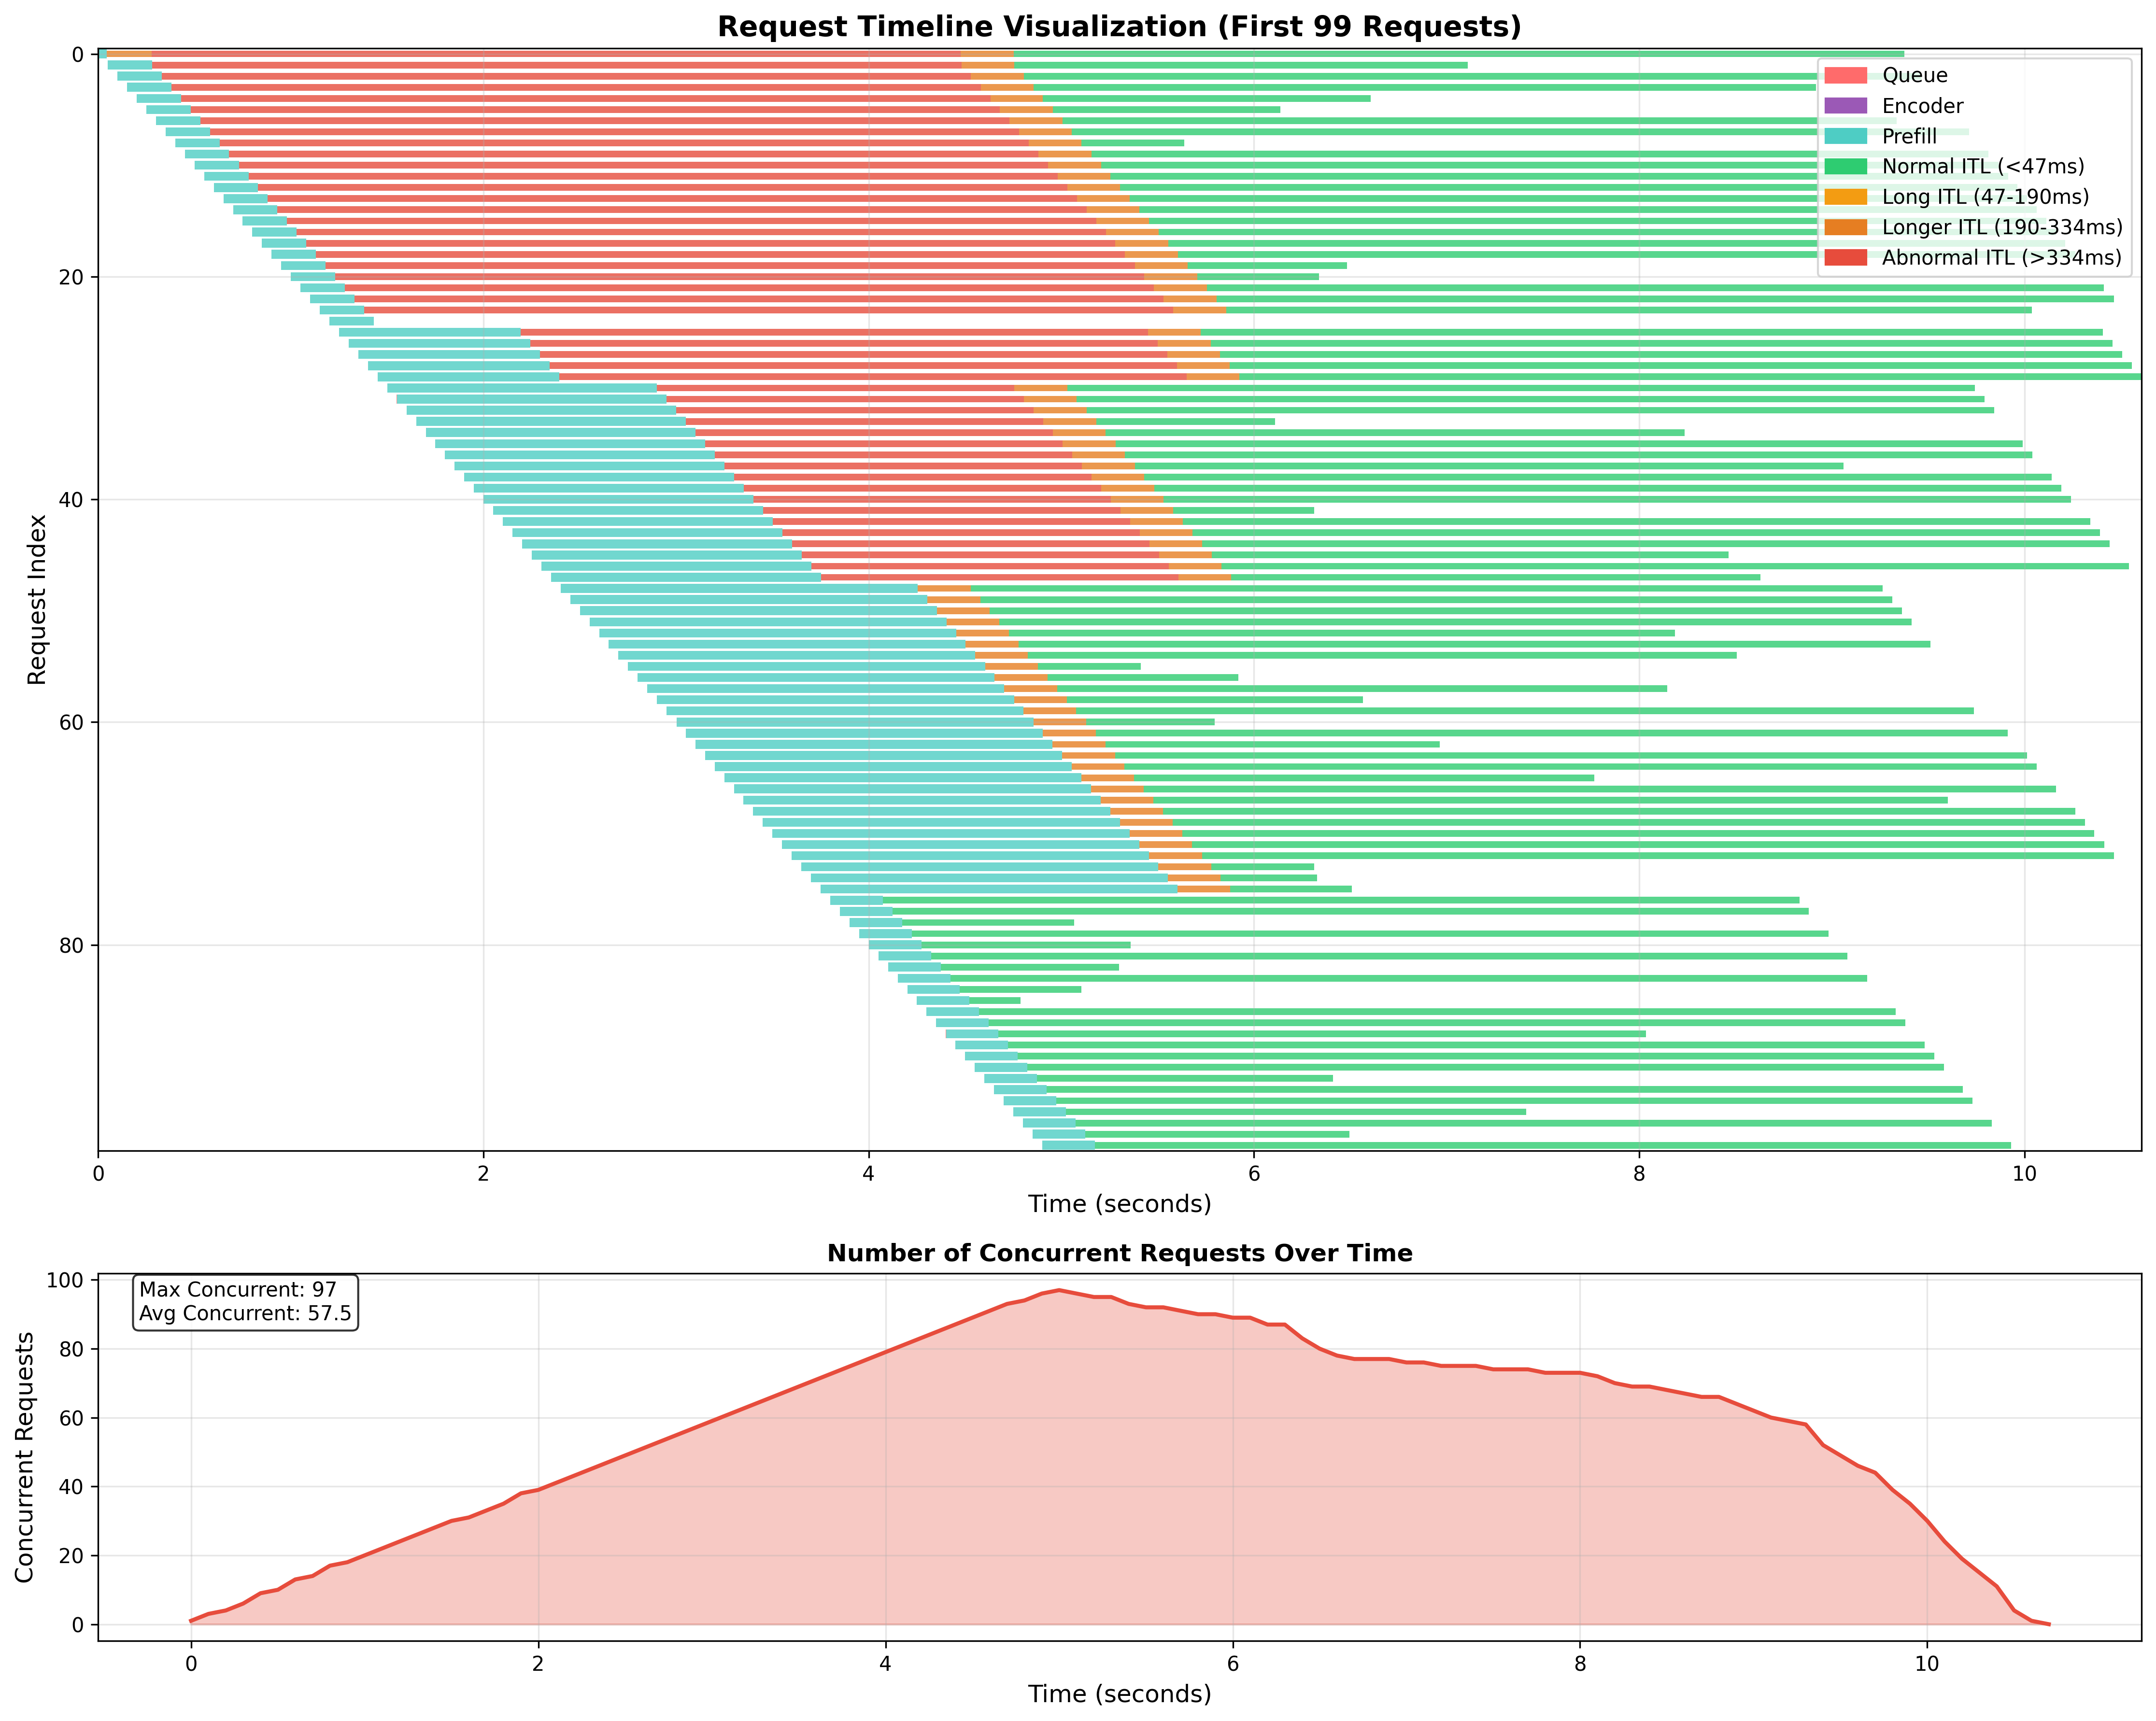 Request Timeline Visualization (First 99 Requests)
Queue
Encoder
Prefill
Normal ITL (<47ms)
Long ITL (47-190ms)
Longer ITL (190-334ms)
Abnormal ITL (>334ms)
Request Index
0
20
40
60
80
0
2
4
6
8
10
Time (seconds)
Number of Concurrent Requests Over Time
Max Concurrent: 97
Avg Concurrent: 57.5
Concurrent Requests
100
80
60
40
20
0
0
2
4
6
8
10
Time (seconds)